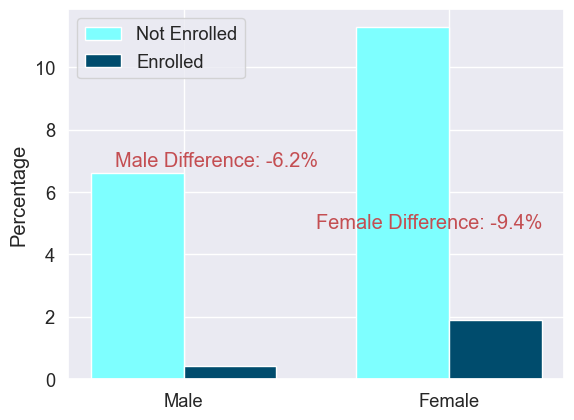 Not Enrolled
Enrolled
Percentage
10
8
6
4
2
0
Male Difference: -6.2%
Female Difference: -9.4%
Male
Female